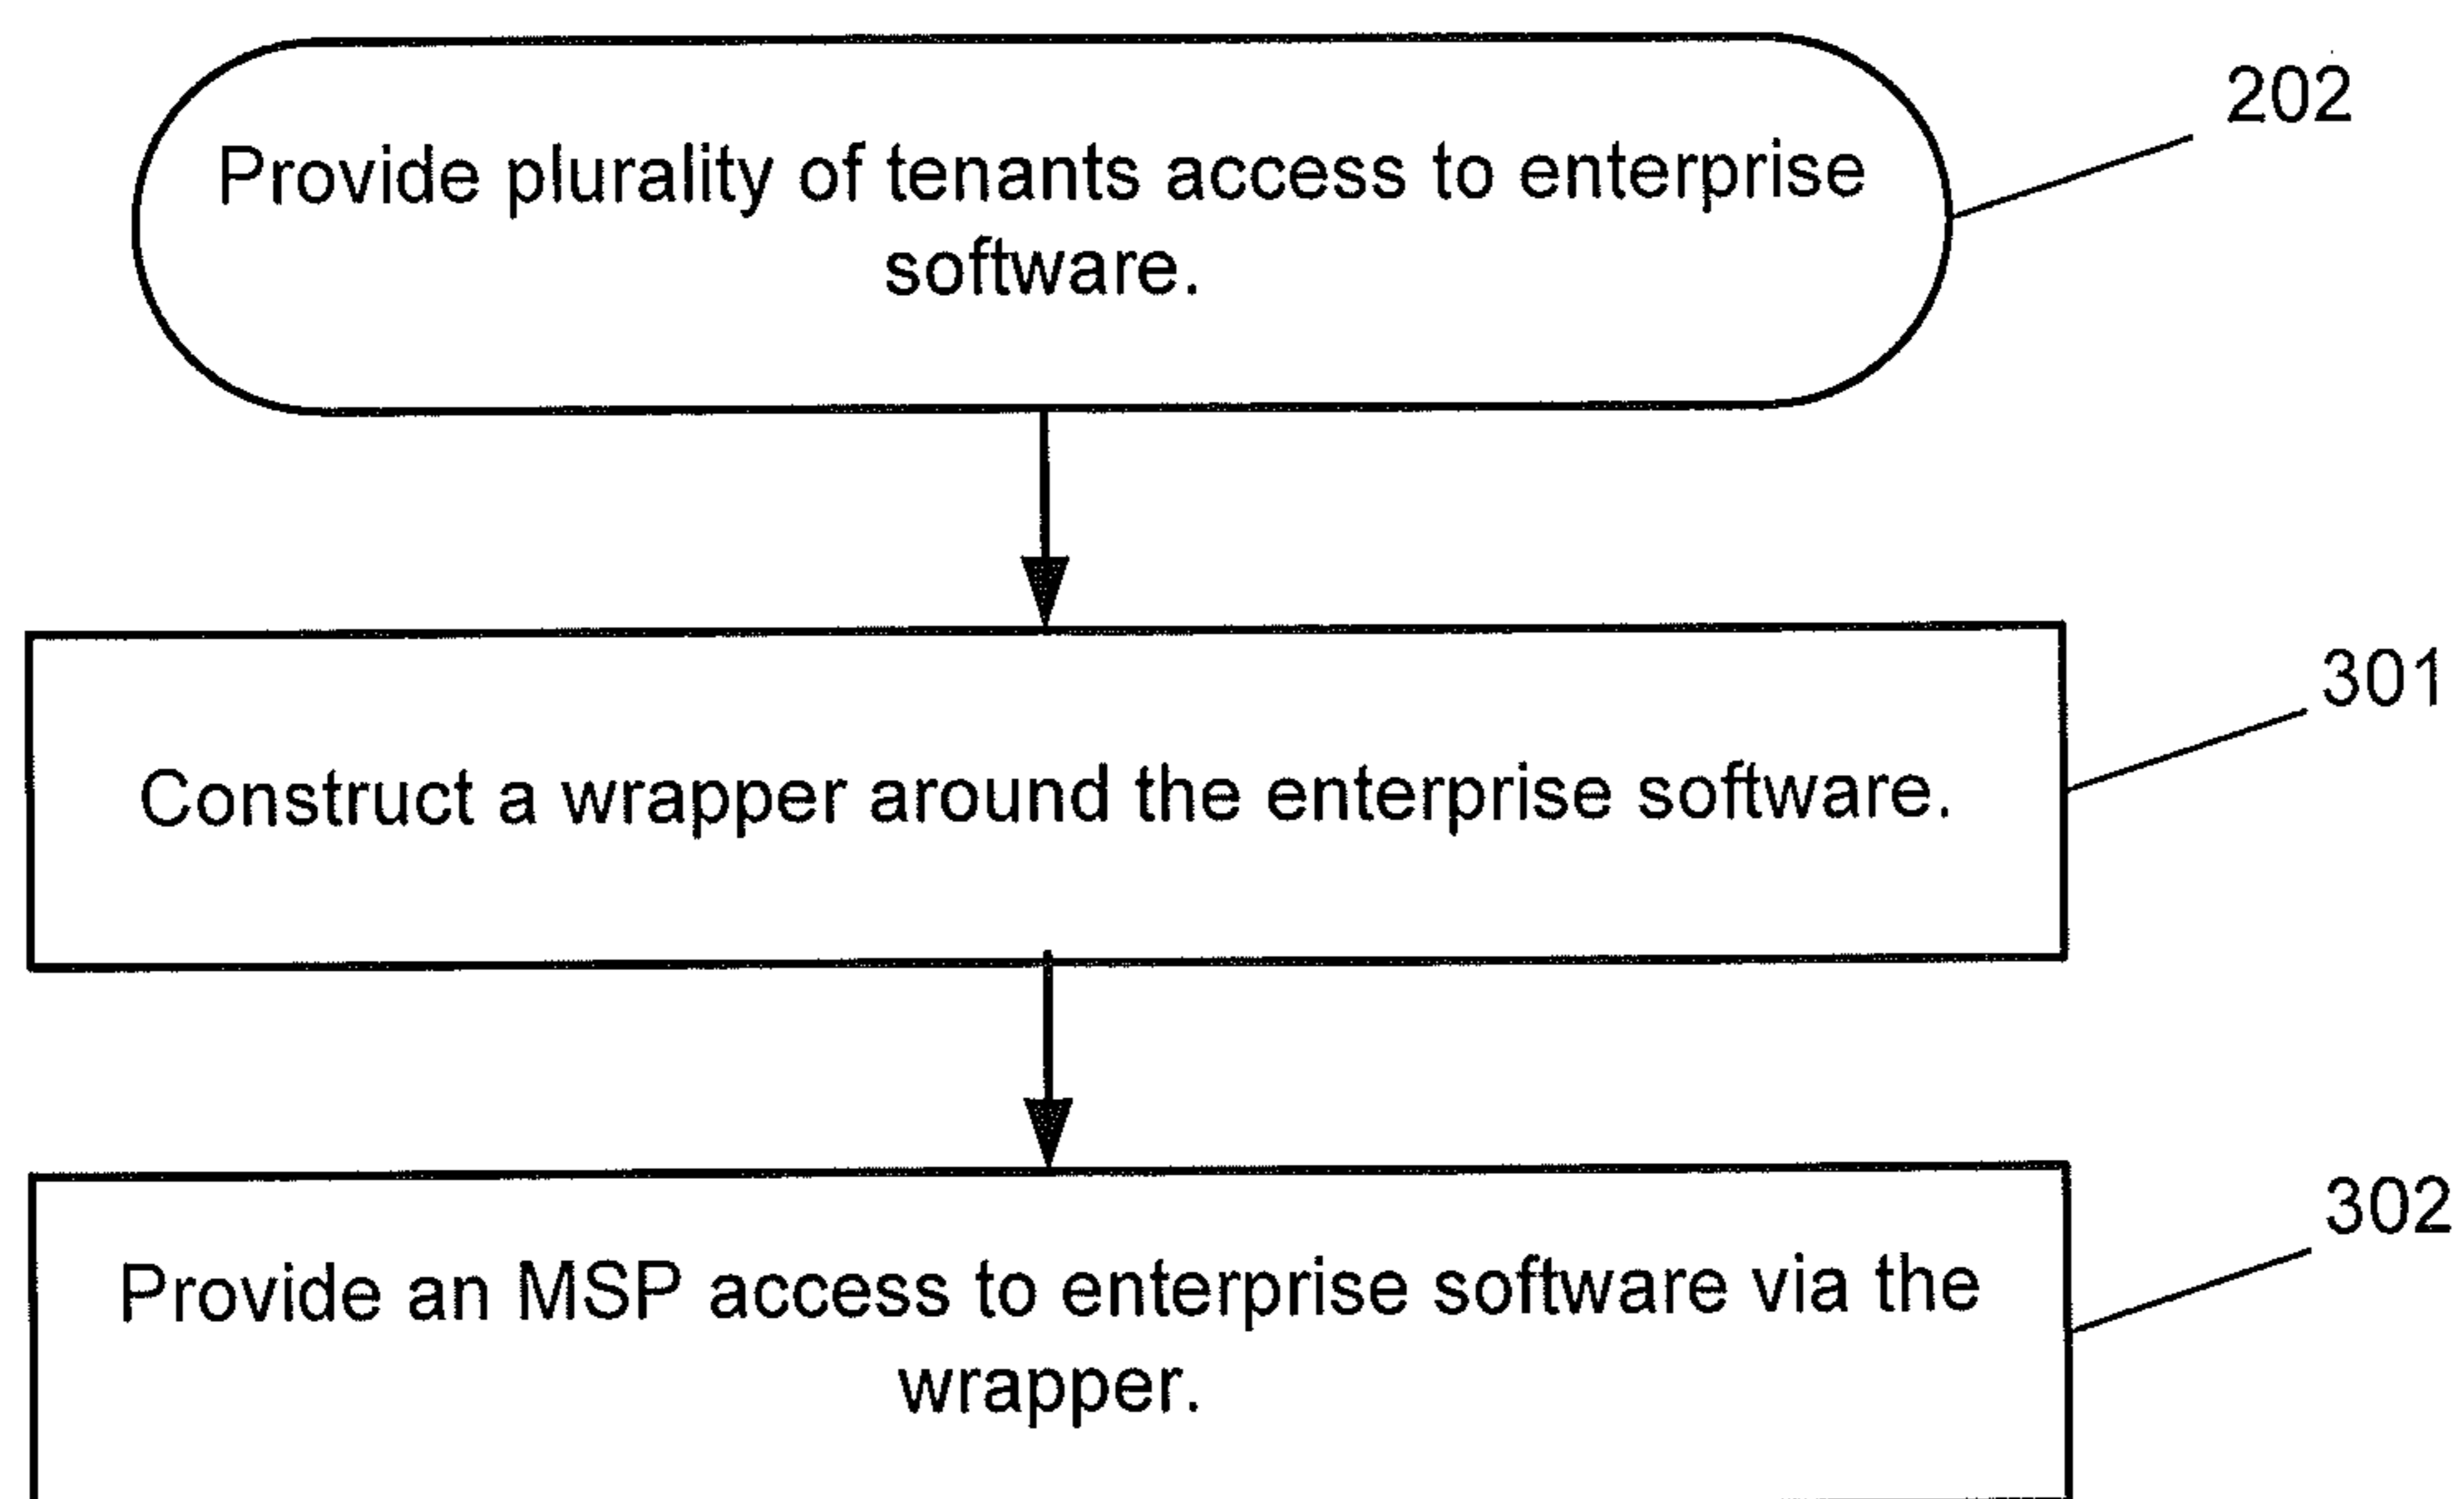 202
Provide plurality of tenants access to enterprise
software.
301
Construct a wrapper around the enterprise software.
302
Provide an MSP access to enterprise software via the
wrapper.